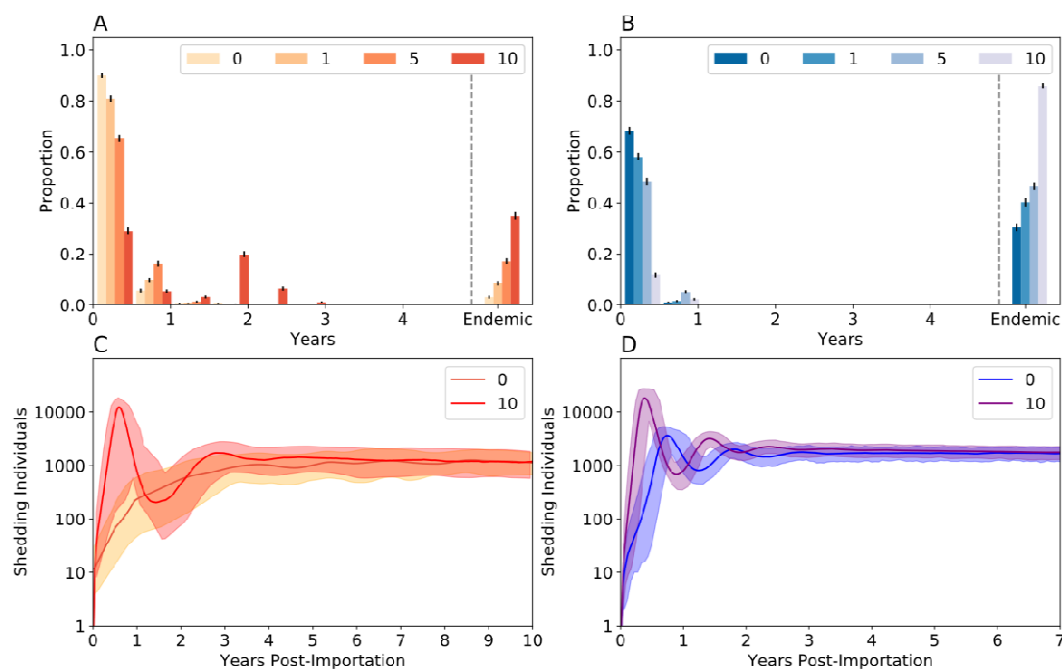 A
0 1 5 10
Proportion
1.0
0.8
0.6
0.4
0.2
0.0
0 1 2 3 4 Endemic
Years
B
0 1 5 10
Proportion
1.0
0.8
0.6
0.4
0.2
0.0
0 1 2 3 4 Endemic
Years
C
0
10
Shedding Individuals
10000
1000
100
10
1
0 1 2 3 4 5 6 7 8 9 10
Years Post-Importation
D
0
10
Shedding Individuals
10000
1000
100
10
1
0 1 2 3 4 5 6 7
Years Post-Importation